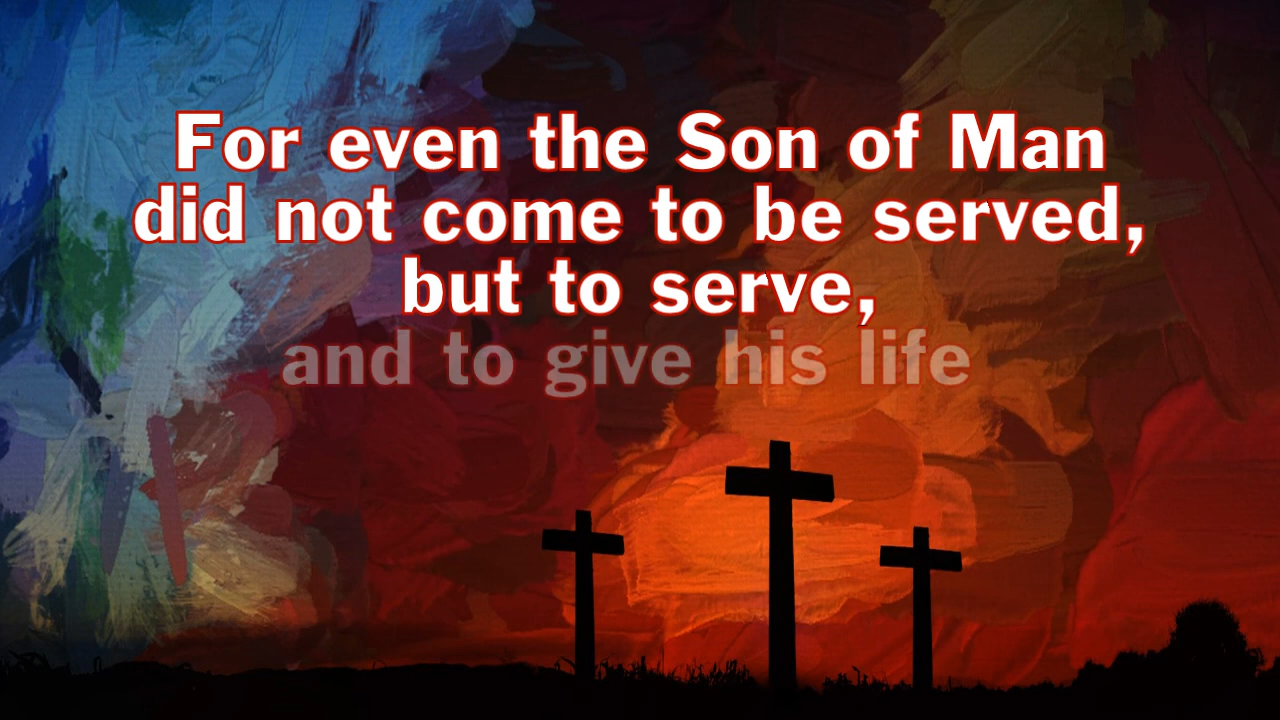 For even the Son of Man
did not come to be served,
but to serve,
and to give his life